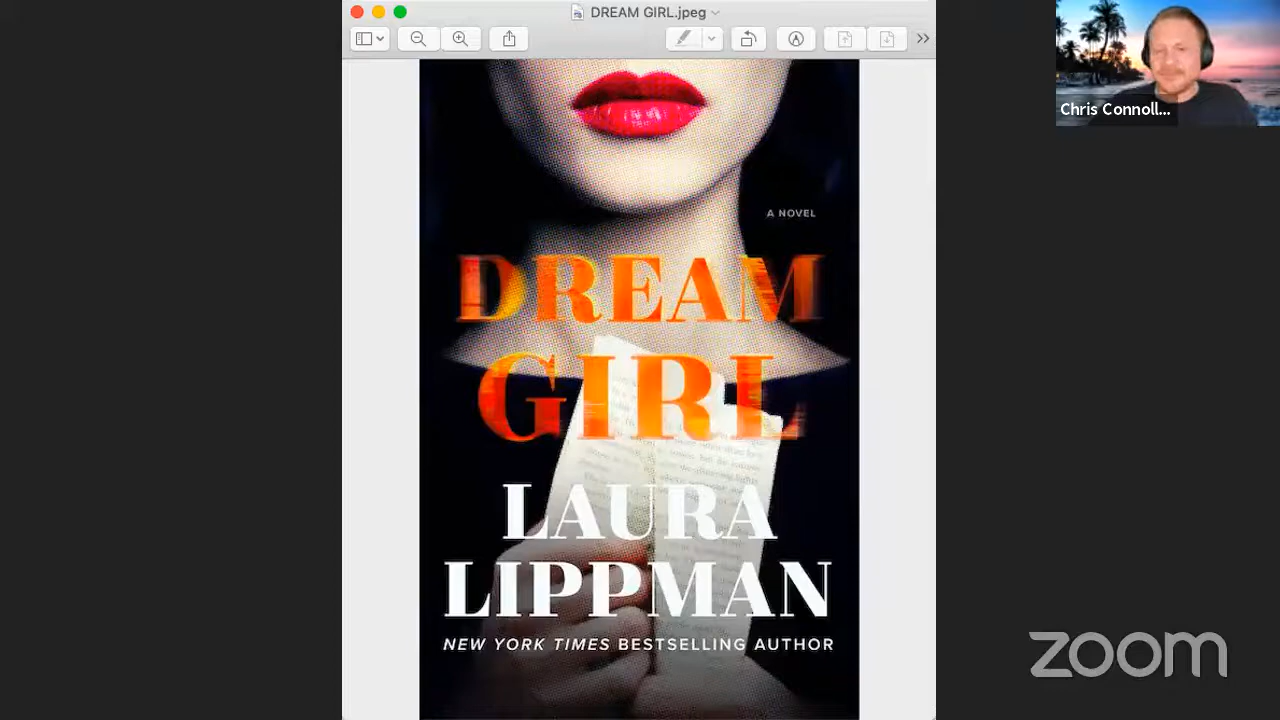 DREAM GIRL.jpeg
Chris Connoll...
A NOVEL
DREAM
GIRL
LAURA
LIPPMAN
NEW YORK TIMES BESTSELLING AUTHOR
zoom